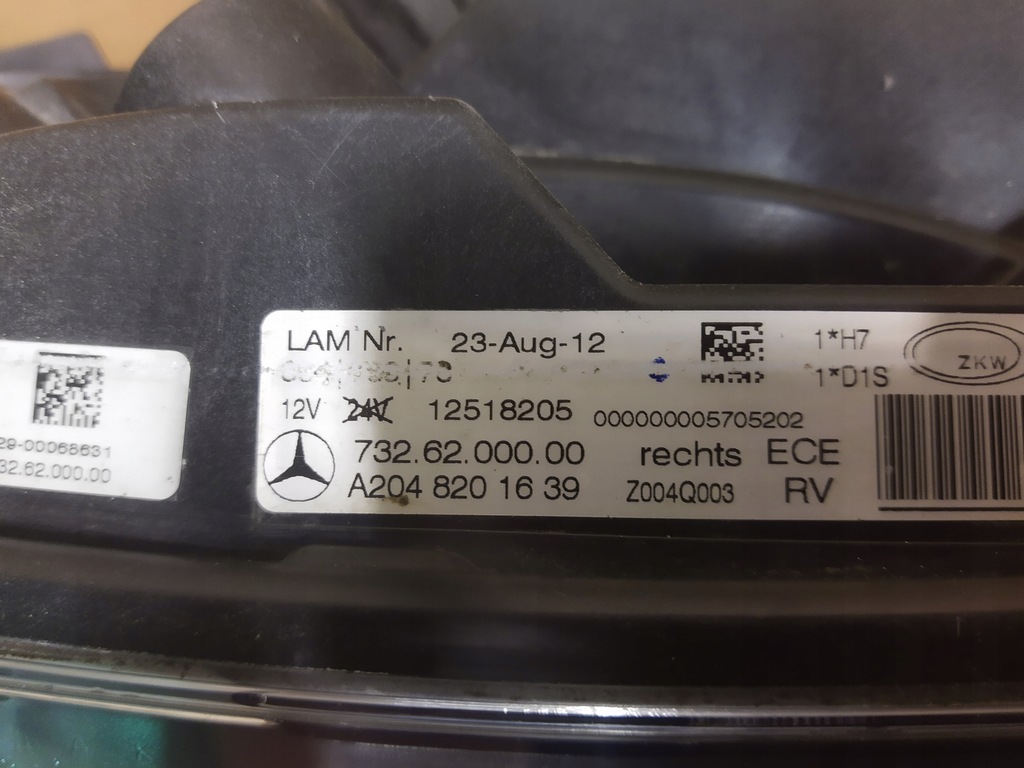 29-00068631
32.62.000.00
LAM Nr. 23-Aug-12 1*H7
1*D1S ZKW
12V 24V 12518205 0000000005705202
732.62.000.00 rechts ECE
A204 820 16 39 Z004Q003 RV